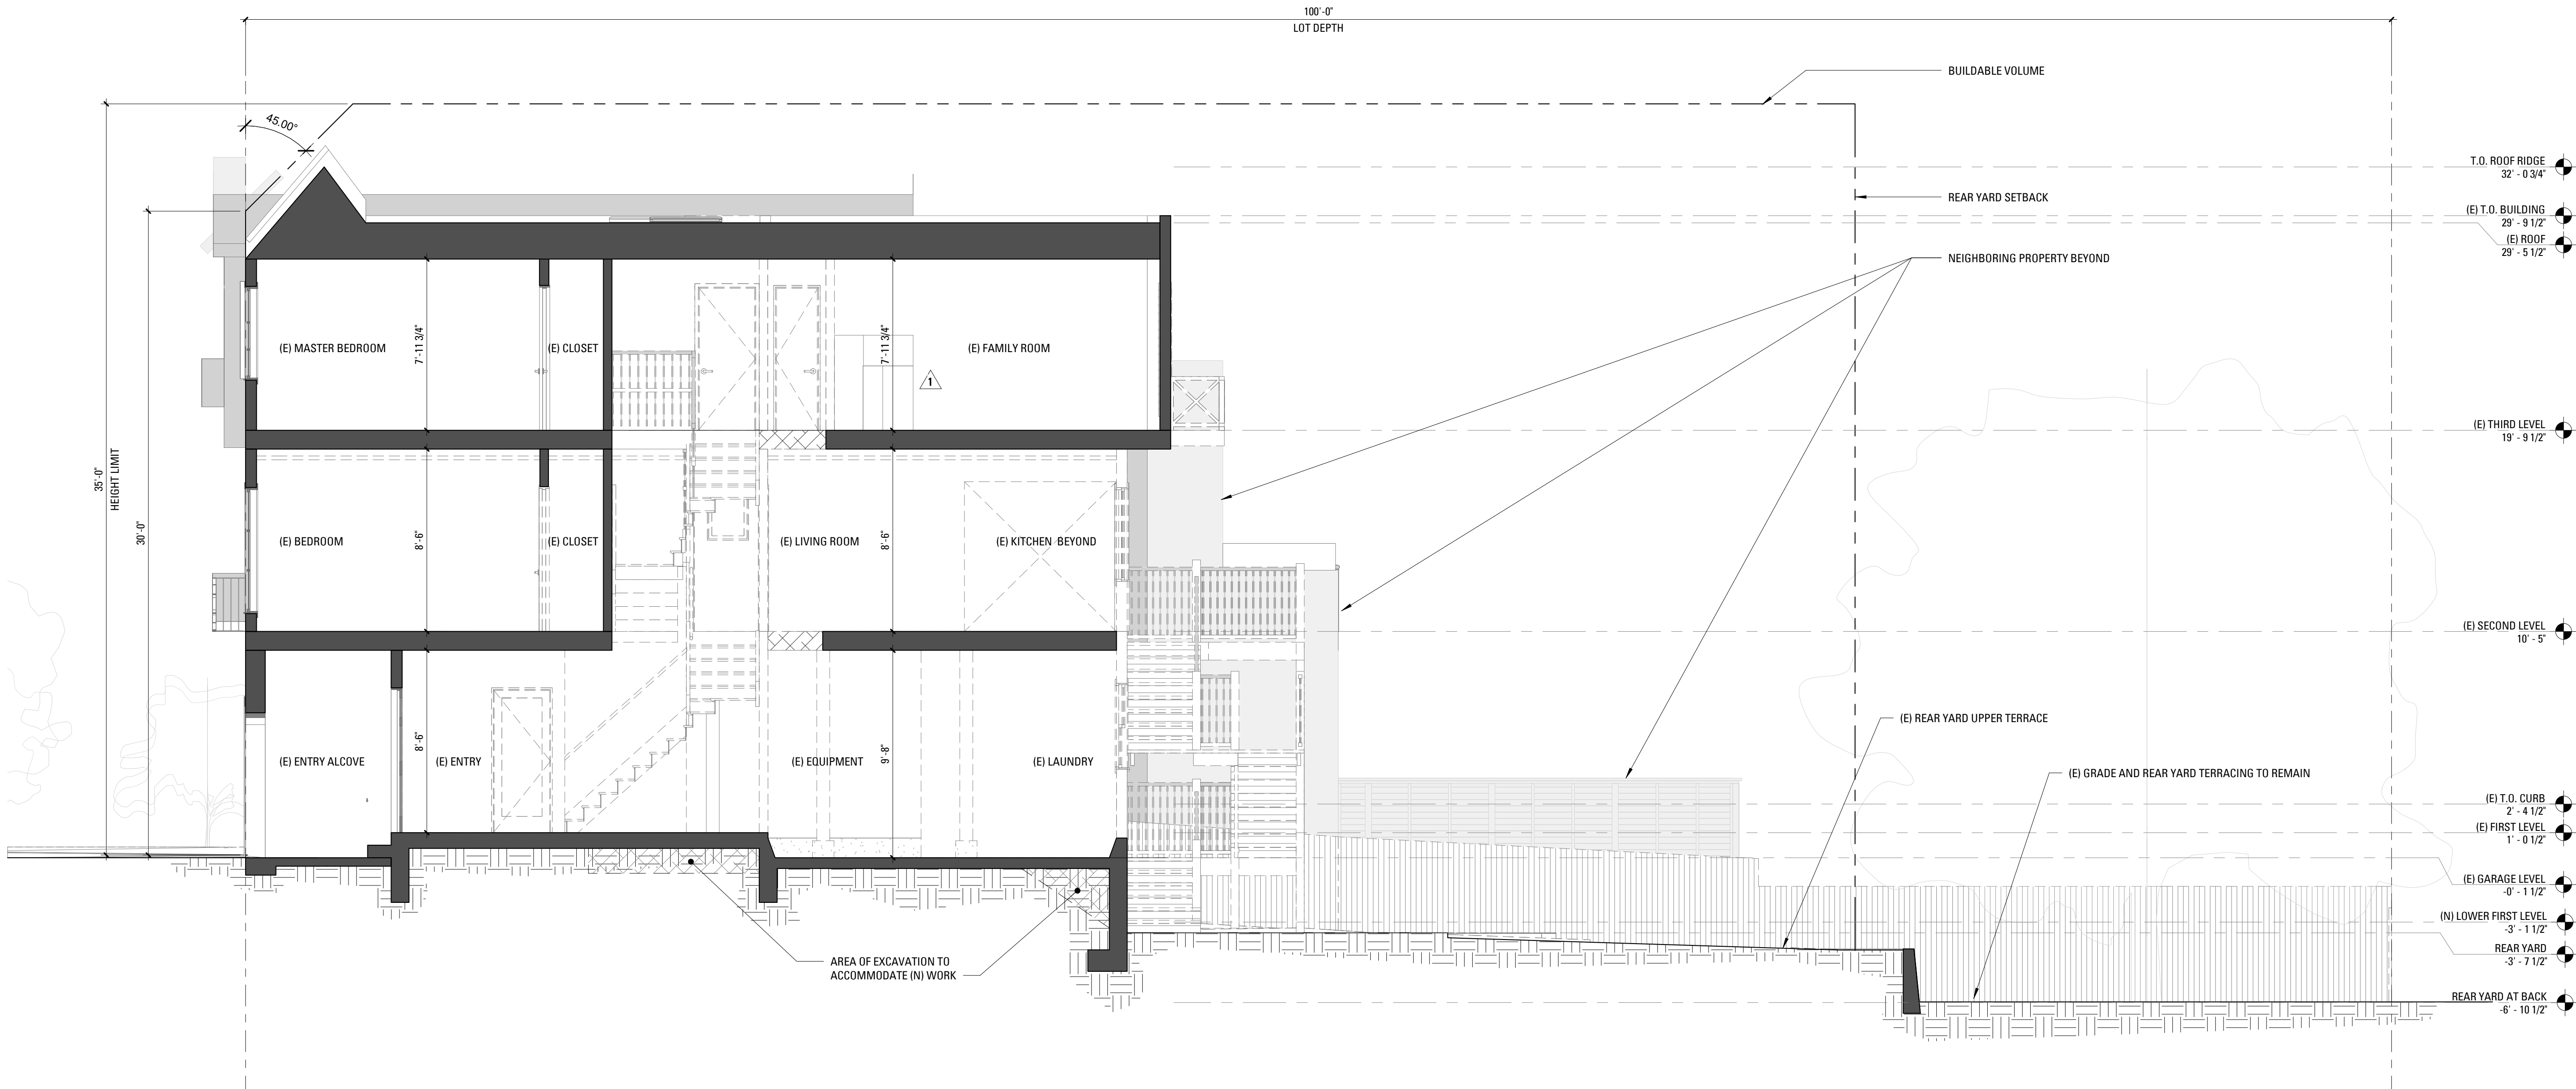 100'-0"
LOT DEPTH
BUILDABLE VOLUME
45.00°
T.O. ROOF RIDGE
32' - 0 3/4"
REAR YARD SETBACK
(E) T.O. BUILDING
29' - 9 1/2"
(E) ROOF
29' - 5 1/2"
NEIGHBORING PROPERTY BEYOND
(E) MASTER BEDROOM
7'-11 3/4"
(E) CLOSET
7'-11 3/4"
(E) FAMILY ROOM
1
(E) THIRD LEVEL
19' - 9 1/2"
35'-0"
HEIGHT LIMIT
30'-0"
(E) BEDROOM
8'-6"
(E) CLOSET
(E) LIVING ROOM
8'-6"
(E) KITCHEN BEYOND
(E) SECOND LEVEL
10' - 5"
(E) REAR YARD UPPER TERRACE
(E) ENTRY ALCOVE
8'-6"
(E) ENTRY
(E) EQUIPMENT
9'-8"
(E) LAUNDRY
(E) GRADE AND REAR YARD TERRACING TO REMAIN
(E) T.O. CURB
2' - 4 1/2"
(E) FIRST LEVEL
1' - 0 1/2"
(E) GARAGE LEVEL
-0' - 1 1/2"
(N) LOWER FIRST LEVEL
-3' - 1 1/2"
REAR YARD
-3' - 7 1/2"
AREA OF EXCAVATION TO
ACCOMMODATE (N) WORK
REAR YARD AT BACK
-6' - 10 1/2"